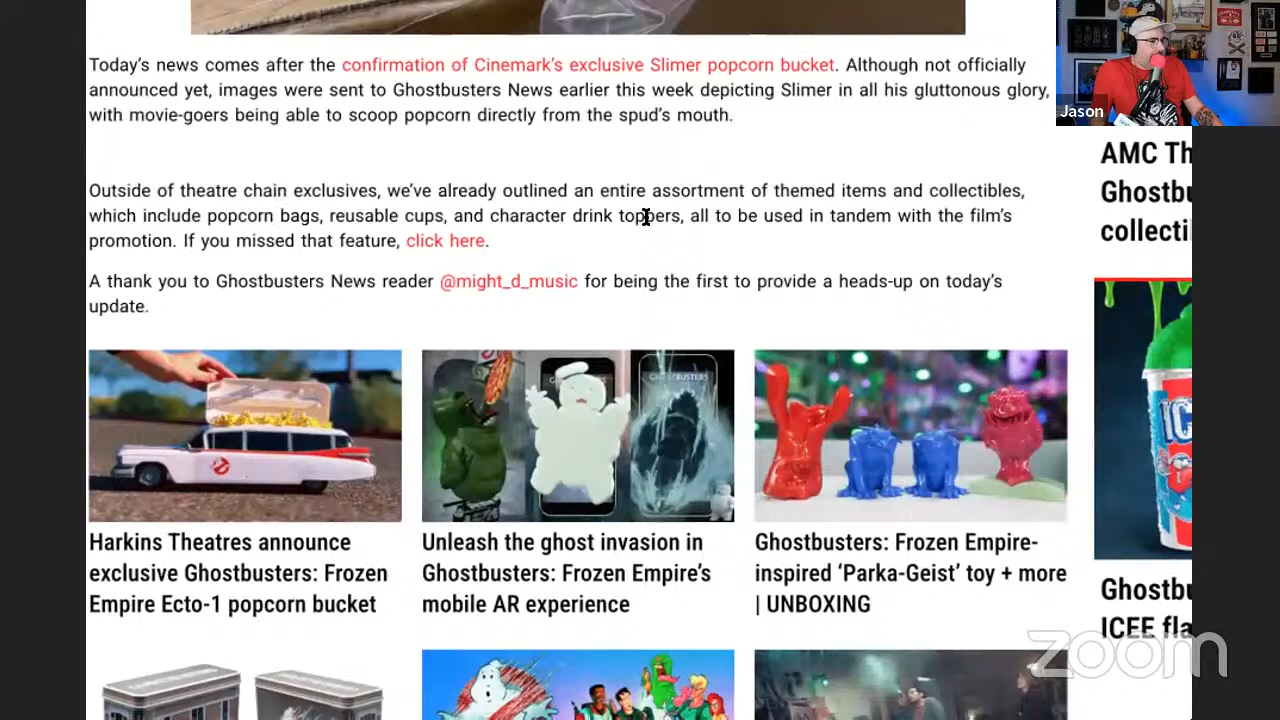 Today's news comes after the confirmation of Cinemark's exclusive Slimer popcorn bucket. Although not officially
announced yet, images were sent to Ghostbusters News earlier this week depicting Slimer in all his gluttonous glory,
with movie-goers being able to scoop popcorn directly from the spud's mouth.
Jason
Outside of theatre chain exclusives, we've already outlined an entire assortment of themed items and collectibles,
which include popcorn bags, reusable cups, and character drink toppers, all to be used in tandem with the film's
promotion. If you missed that feature, click here.
A thank you to Ghostbusters News reader @might_d_music for being the first to provide a heads-up on today's
update.
AMC Th
Ghostbu
collecti
GHOSTBUSTERS
IC
Harkins Theatres announce
exclusive Ghostbusters: Frozen
Empire Ecto-1 popcorn bucket
Unleash the ghost invasion in
Ghostbusters: Frozen Empire's
mobile AR experience
Ghostbusters: Frozen Empire-
inspired 'Parka-Geist' toy + more
| UNBOXING
Ghostbu
ICEE fla
zoom